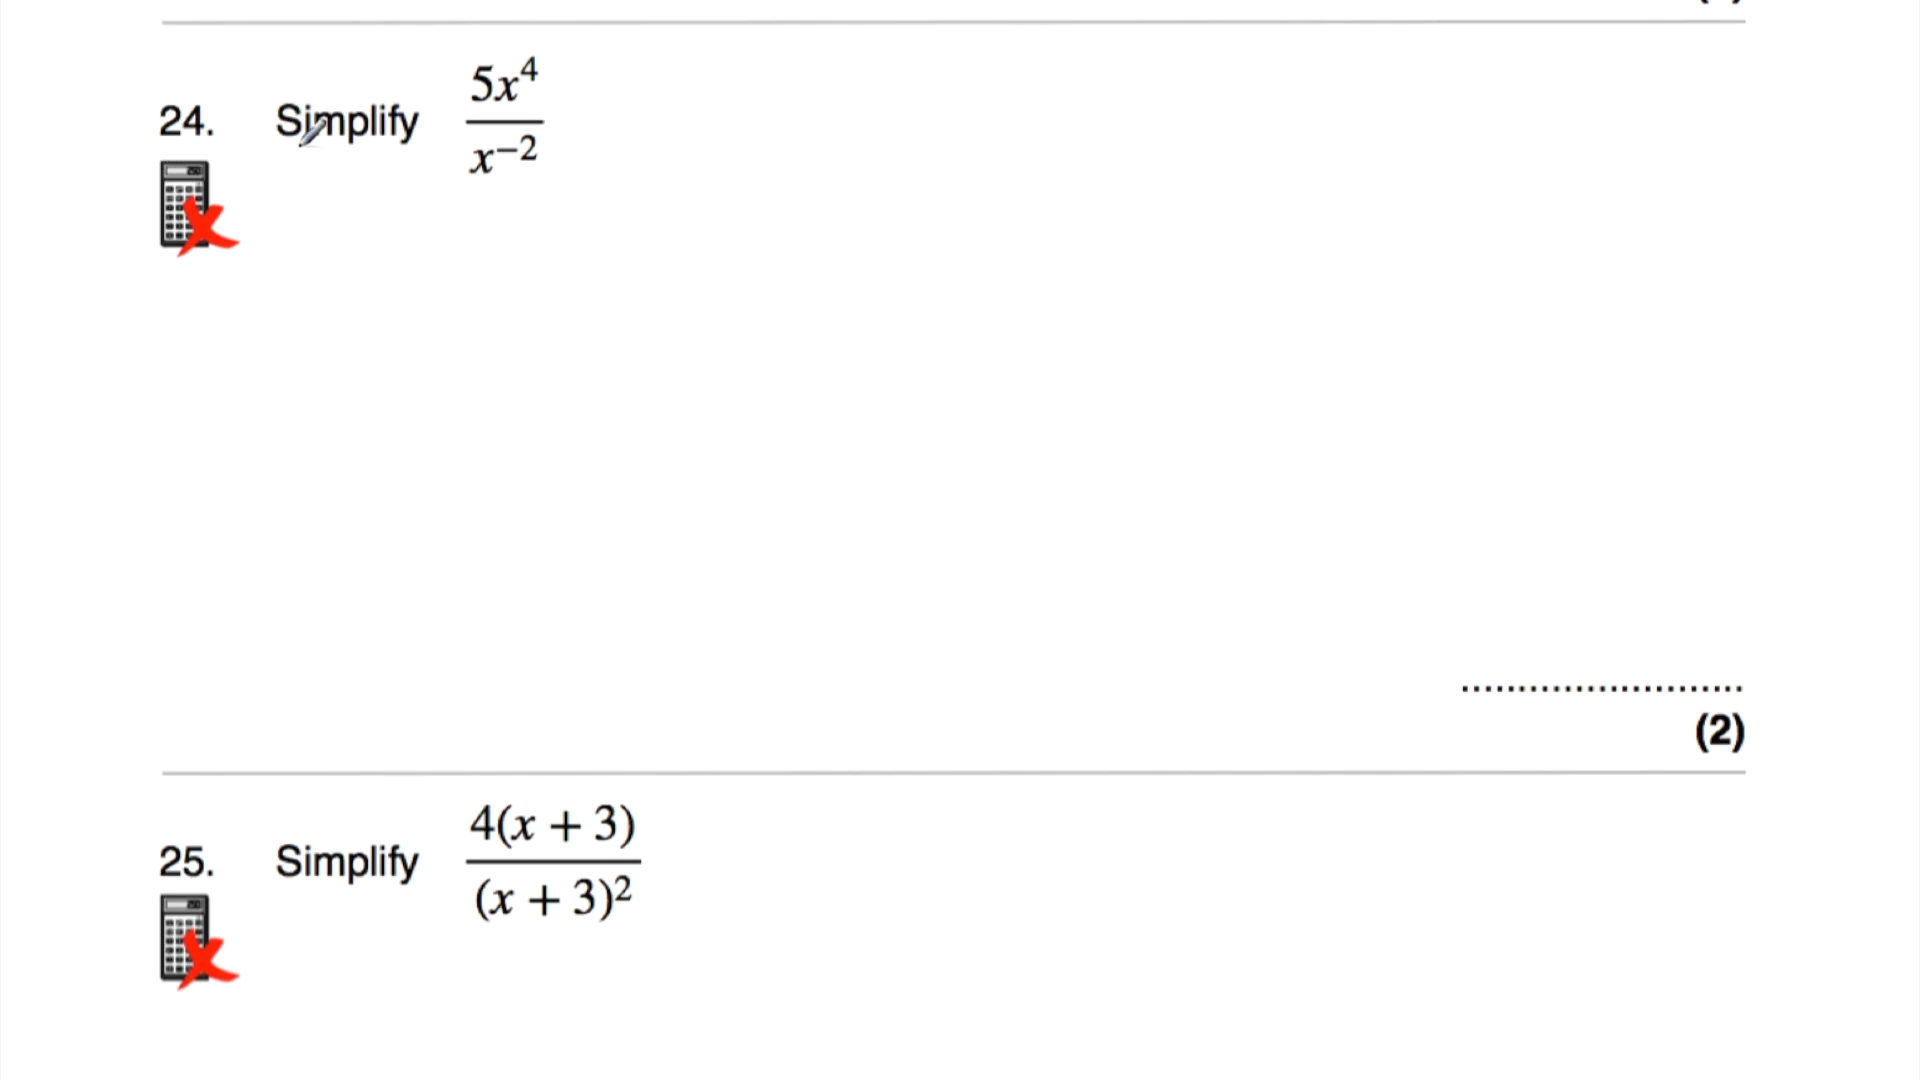 24. Simplify 5x⁴
x⁻²
(2)
25. Simplify 4(x + 3)
(x + 3)²